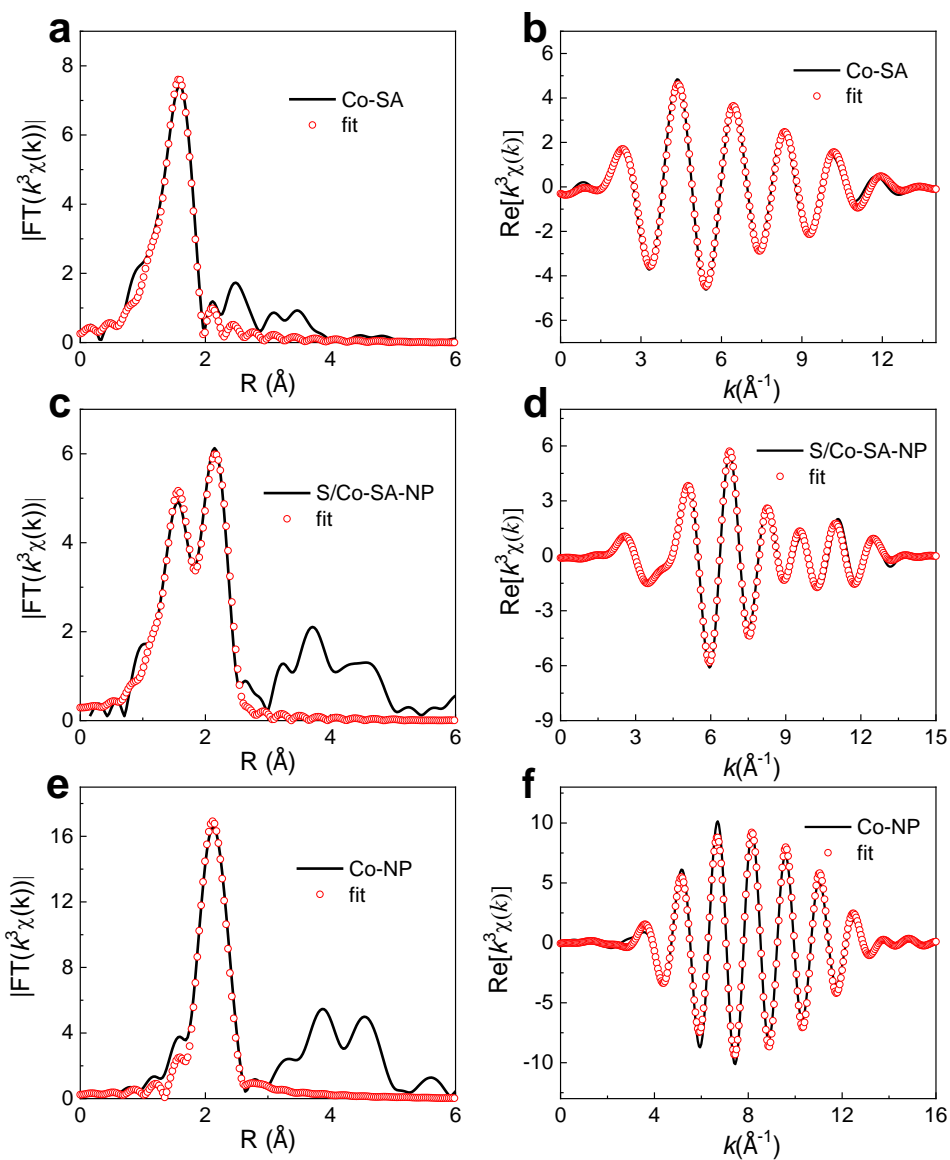 a
8
6
4
2
0
|FT(k³χ(k))|
Co-SA
fit
0
2
4
6
R (Å)
b
6
4
2
0
-2
-4
-6
Re[k³χ(k)]
Co-SA
fit
0
3
6
9
12
k(Å⁻¹)
c
6
4
2
0
|FT(k³χ(k))|
S/Co-SA-NP
fit
0
2
4
6
R (Å)
d
6
3
0
-3
-6
-9
Re[k³χ(k)]
S/Co-SA-NP
fit
0
3
6
9
12
15
k(Å⁻¹)
e
16
12
8
4
0
|FT(k³χ(k))|
Co-NP
fit
0
2
4
6
R (Å)
f
10
5
0
-5
-10
Re[k³χ(k)]
Co-NP
fit
0
4
8
12
16
k(Å⁻¹)